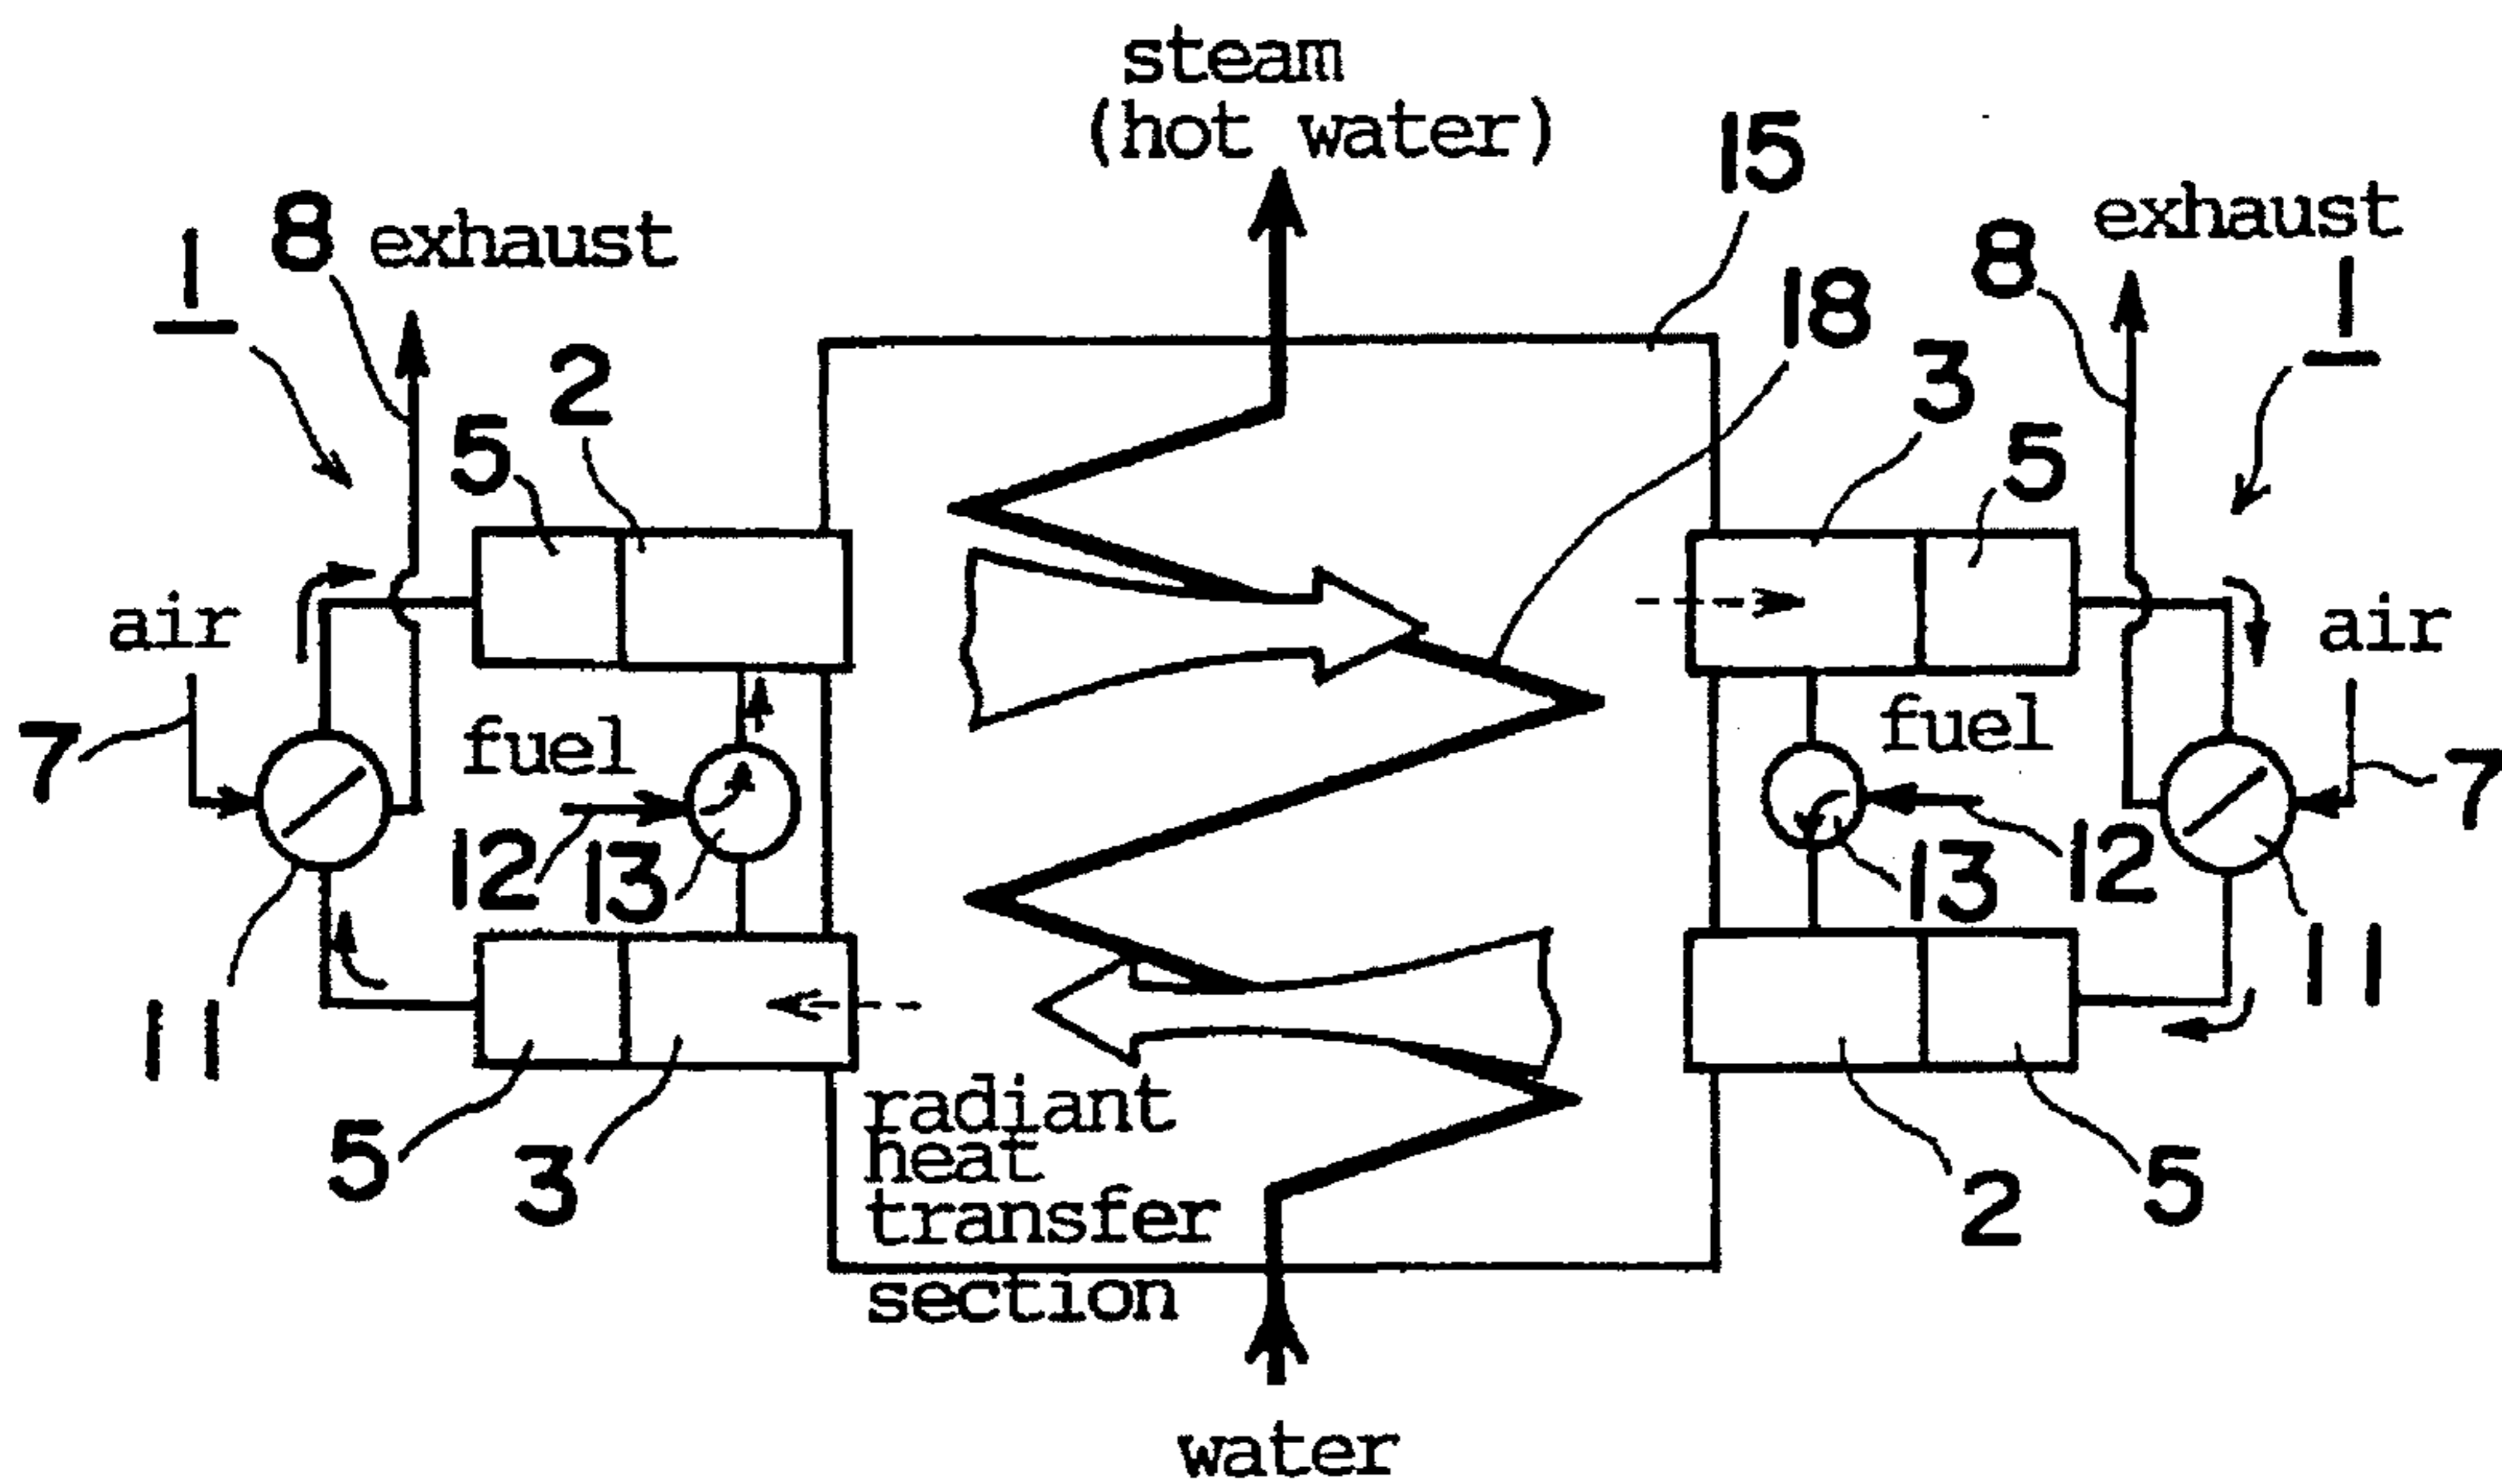 steam
(hot water)
15
1
8 exhaust
8 exhaust
1
18
2
5
3
5
air
fuel
fuel
air
7
7
12
13
13
12
11
11
radiant
heat
transfer
section
5
3
2
5
water